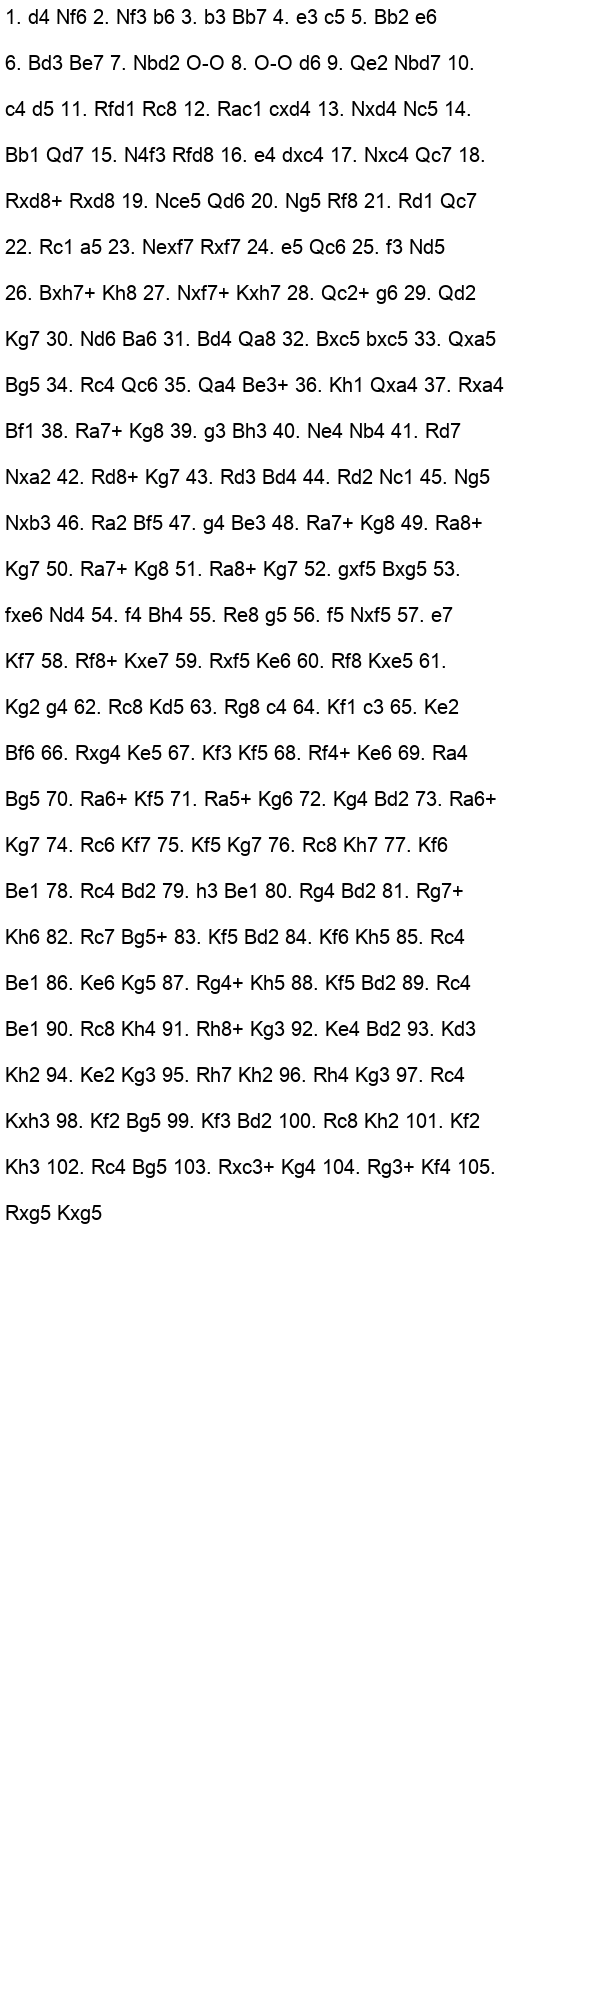 1. d4 Nf6 2. Nf3 b6 3. b3 Bb7 4. e3 c5 5. Bb2 e6
6. Bd3 Be7 7. Nbd2 O-O 8. O-O d6 9. Qe2 Nbd7 10.
c4 d5 11. Rfd1 Rc8 12. Rac1 cxd4 13. Nxd4 Nc5 14.
Bb1 Qd7 15. N4f3 Rfd8 16. e4 dxc4 17. Nxc4 Qc7 18.
Rxd8+ Rxd8 19. Nce5 Qd6 20. Ng5 Rf8 21. Rd1 Qc7
22. Rc1 a5 23. Nexf7 Rxf7 24. e5 Qc6 25. f3 Nd5
26. Bxh7+ Kh8 27. Nxf7+ Kxh7 28. Qc2+ g6 29. Qd2
Kg7 30. Nd6 Ba6 31. Bd4 Qa8 32. Bxc5 bxc5 33. Qxa5
Bg5 34. Rc4 Qc6 35. Qa4 Be3+ 36. Kh1 Qxa4 37. Rxa4
Bf1 38. Ra7+ Kg8 39. g3 Bh3 40. Ne4 Nb4 41. Rd7
Nxa2 42. Rd8+ Kg7 43. Rd3 Bd4 44. Rd2 Nc1 45. Ng5
Nxb3 46. Ra2 Bf5 47. g4 Be3 48. Ra7+ Kg8 49. Ra8+
Kg7 50. Ra7+ Kg8 51. Ra8+ Kg7 52. gxf5 Bxg5 53.
fxe6 Nd4 54. f4 Bh4 55. Re8 g5 56. f5 Nxf5 57. e7
Kf7 58. Rf8+ Kxe7 59. Rxf5 Ke6 60. Rf8 Kxe5 61.
Kg2 g4 62. Rc8 Kd5 63. Rg8 c4 64. Kf1 c3 65. Ke2
Bf6 66. Rxg4 Ke5 67. Kf3 Kf5 68. Rf4+ Ke6 69. Ra4
Bg5 70. Ra6+ Kf5 71. Ra5+ Kg6 72. Kg4 Bd2 73. Ra6+
Kg7 74. Rc6 Kf7 75. Kf5 Kg7 76. Rc8 Kh7 77. Kf6
Be1 78. Rc4 Bd2 79. h3 Be1 80. Rg4 Bd2 81. Rg7+
Kh6 82. Rc7 Bg5+ 83. Kf5 Bd2 84. Kf6 Kh5 85. Rc4
Be1 86. Ke6 Kg5 87. Rg4+ Kh5 88. Kf5 Bd2 89. Rc4
Be1 90. Rc8 Kh4 91. Rh8+ Kg3 92. Ke4 Bd2 93. Kd3
Kh2 94. Ke2 Kg3 95. Rh7 Kh2 96. Rh4 Kg3 97. Rc4
Kxh3 98. Kf2 Bg5 99. Kf3 Bd2 100. Rc8 Kh2 101. Kf2
Kh3 102. Rc4 Bg5 103. Rxc3+ Kg4 104. Rg3+ Kf4 105.
Rxg5 Kxg5